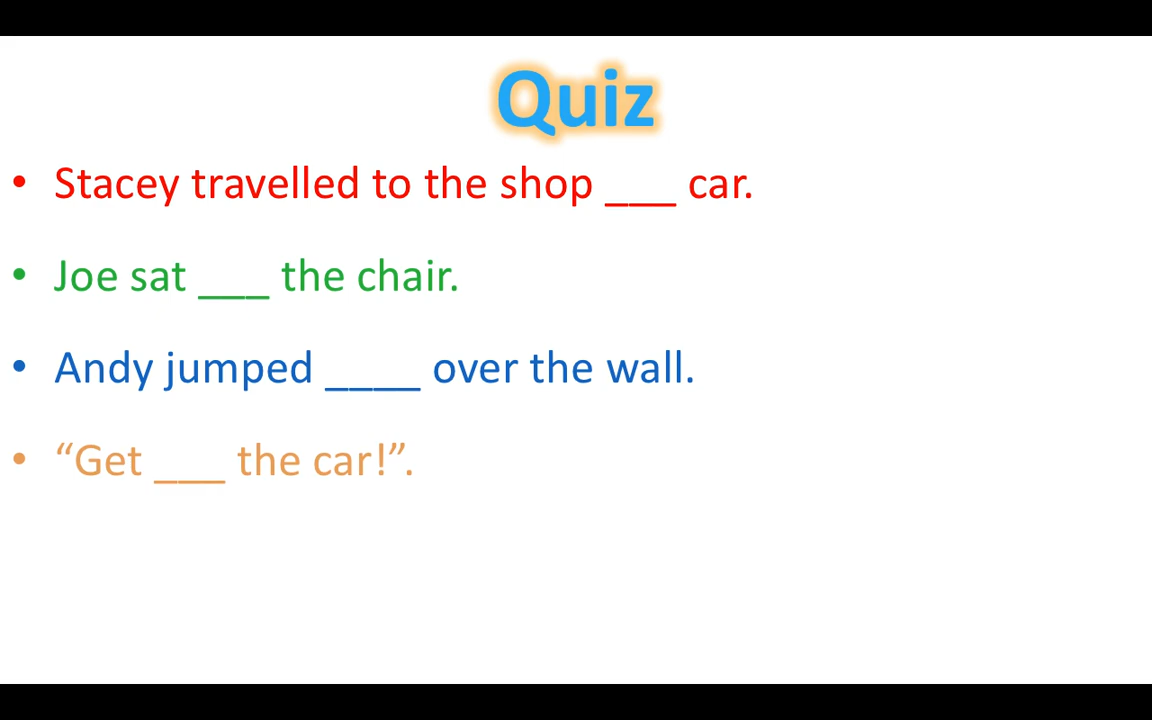 Quiz
• Stacey travelled to the shop ___ car.
• Joe sat ___ the chair.
• Andy jumped ____ over the wall.
• “Get ___ the car!”.